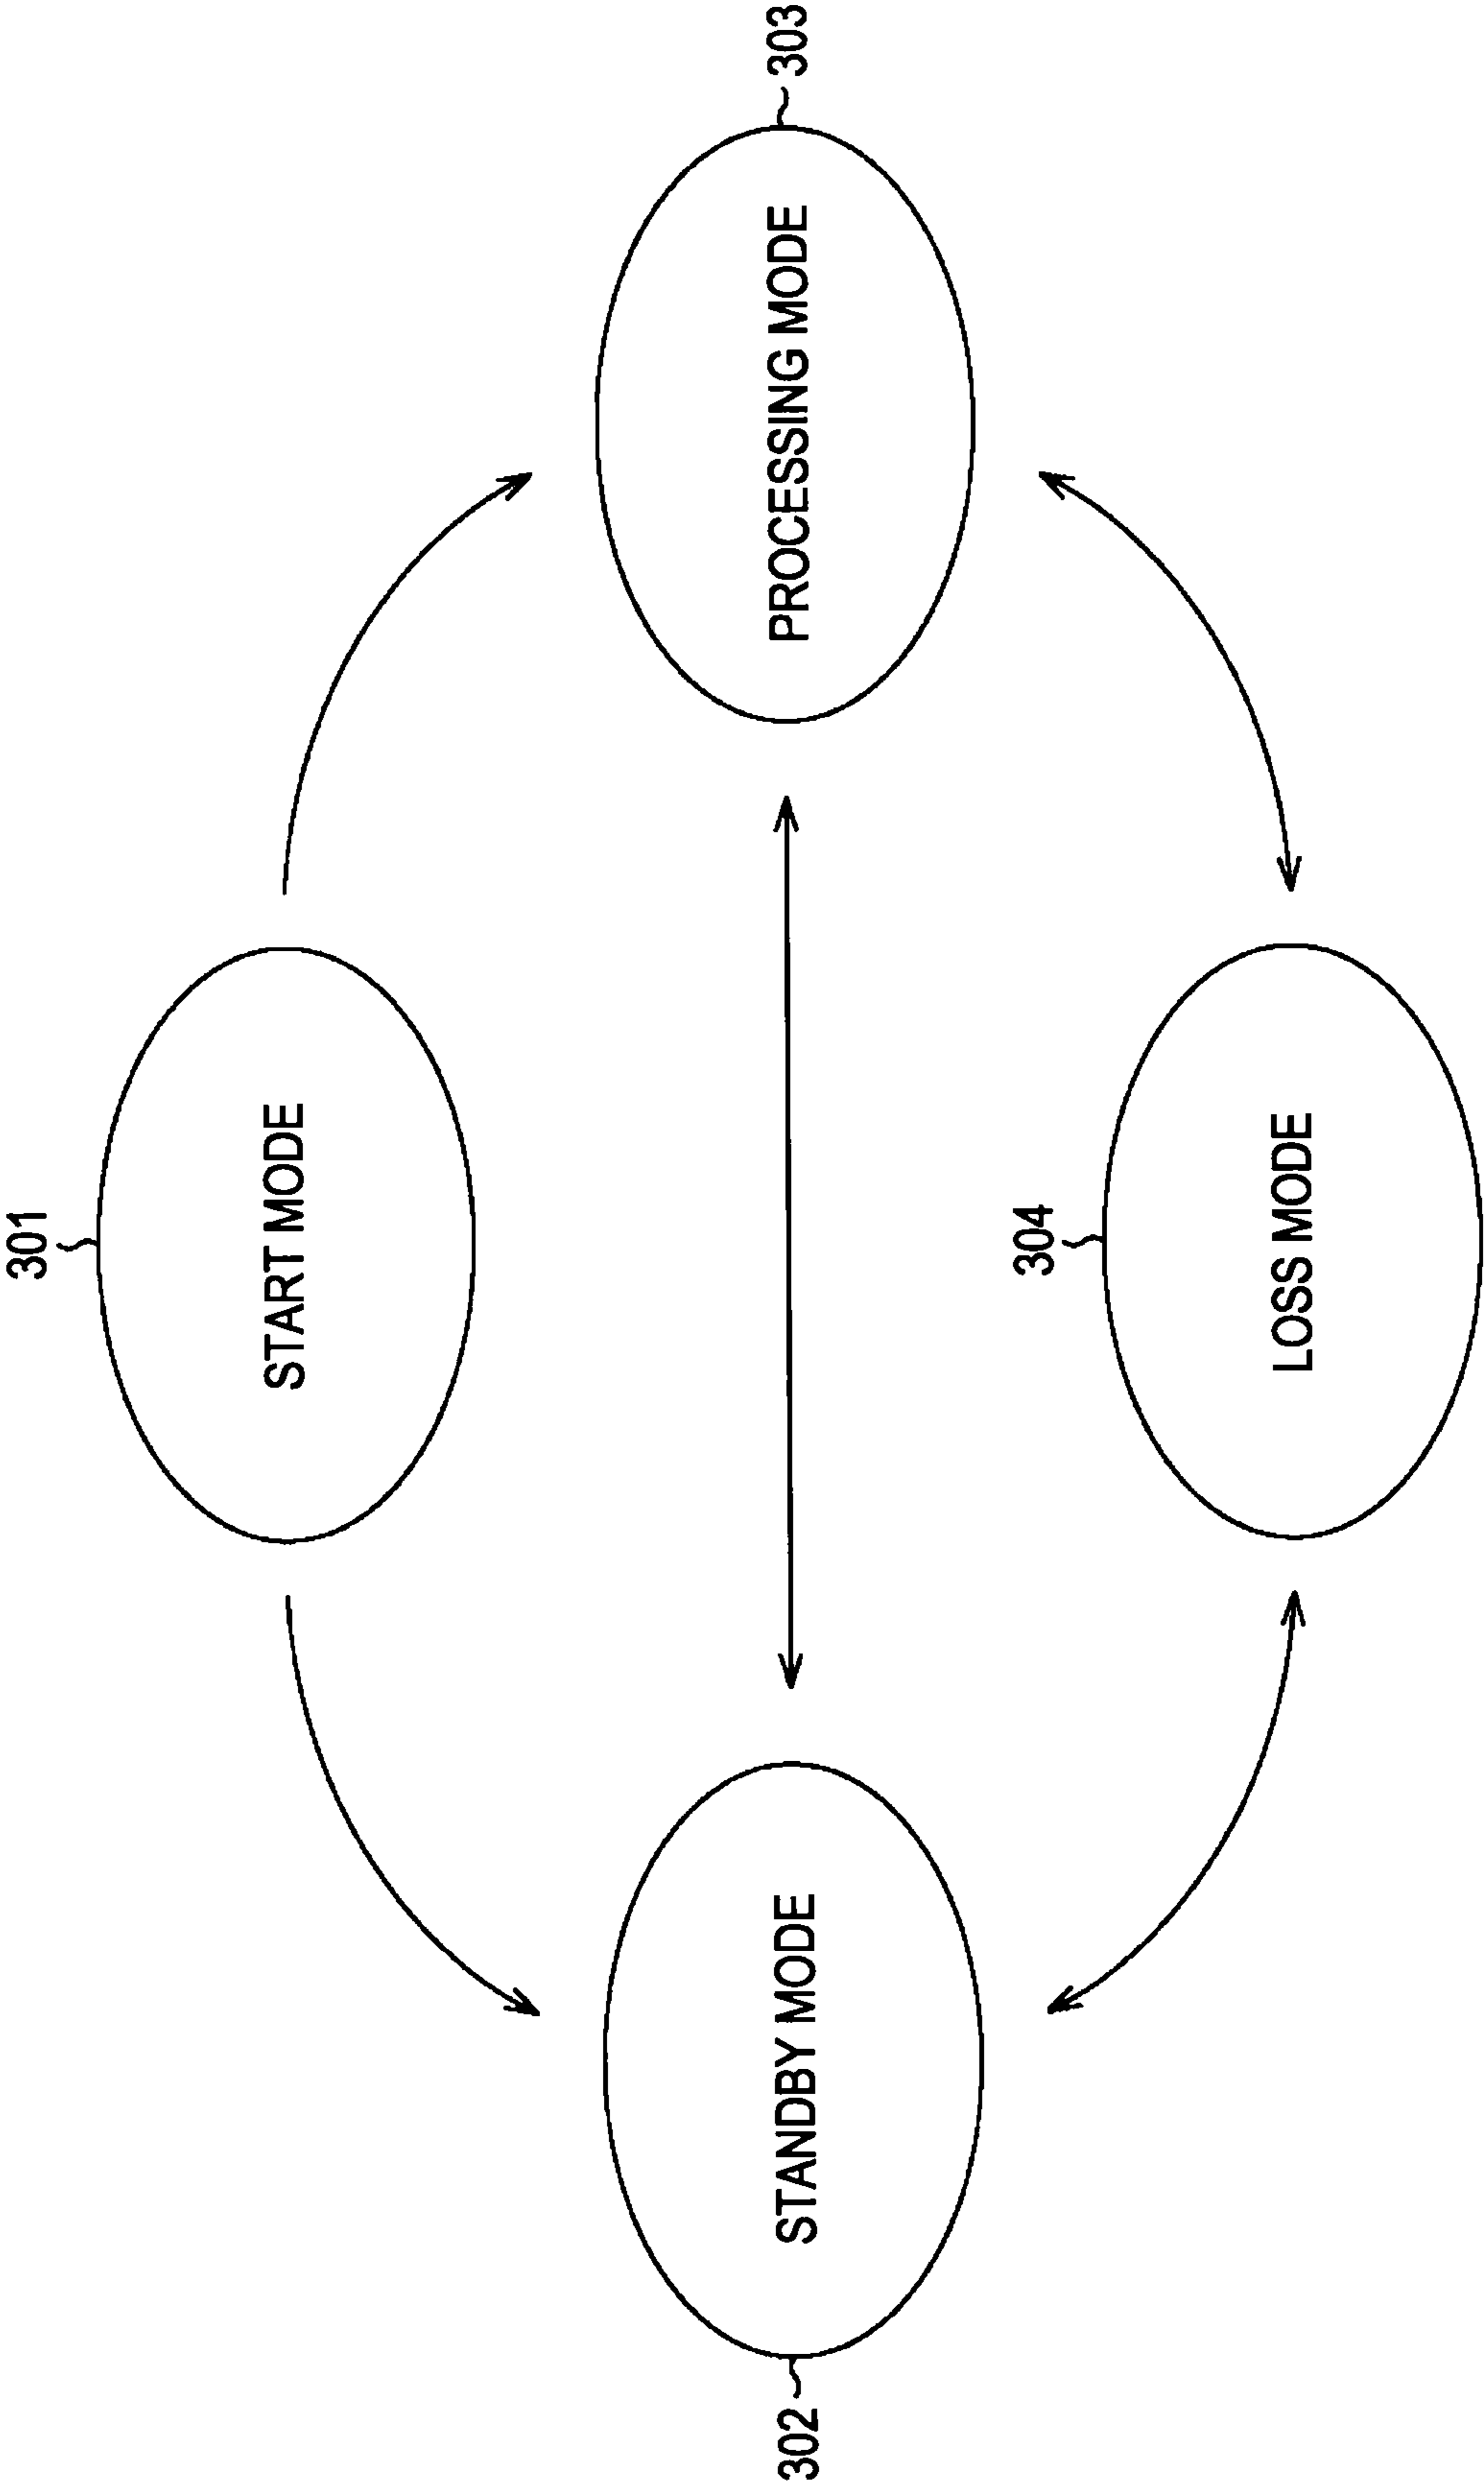 301
START MODE
302
STANDBY MODE
PROCESSING MODE
303
304
LOSS MODE